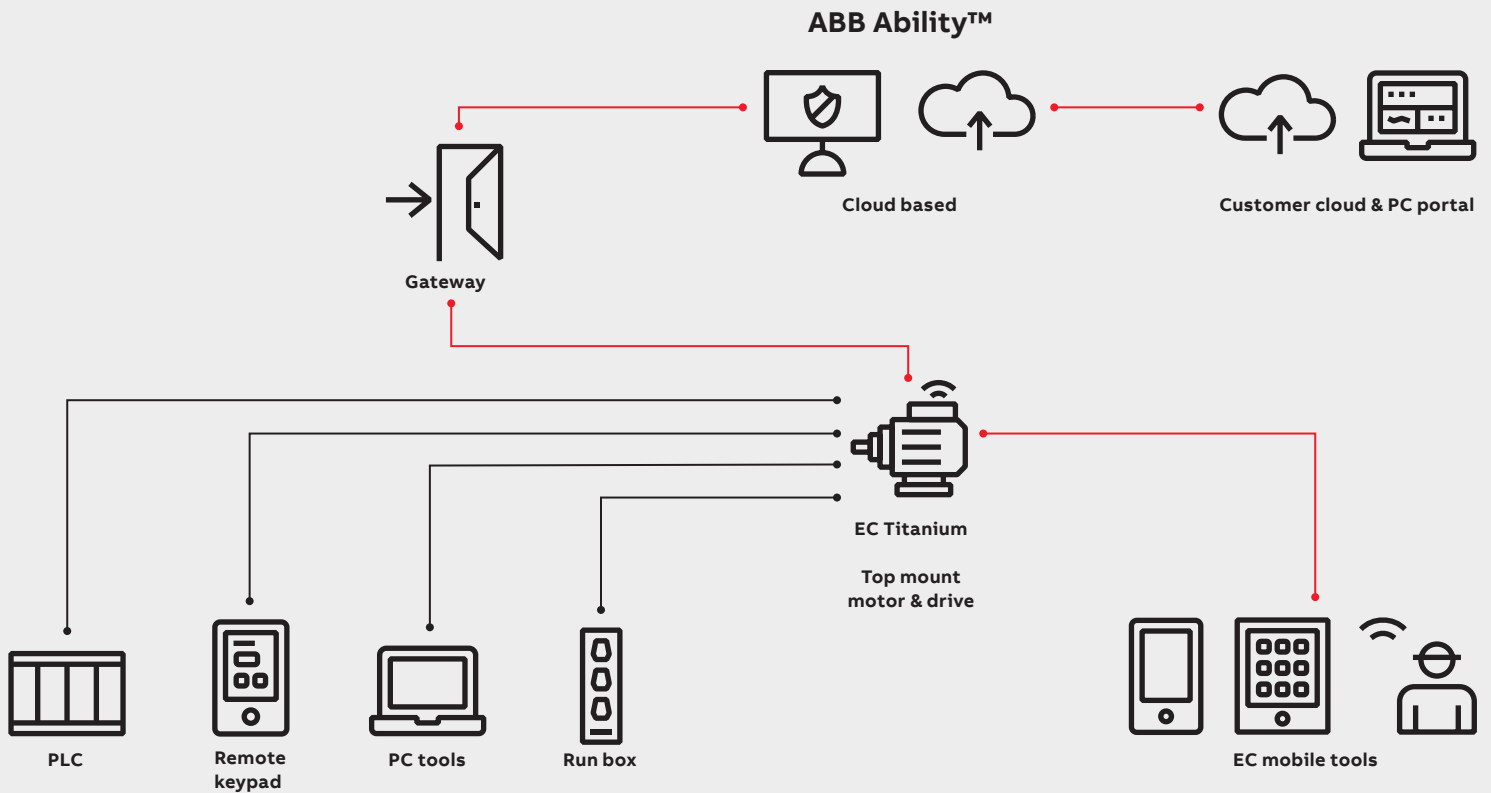 ABB Ability™
Cloud based
Customer cloud & PC portal
Gateway
EC Titanium
Top mount
motor & drive
PLC
Remote
keypad
PC tools
Run box
EC mobile tools